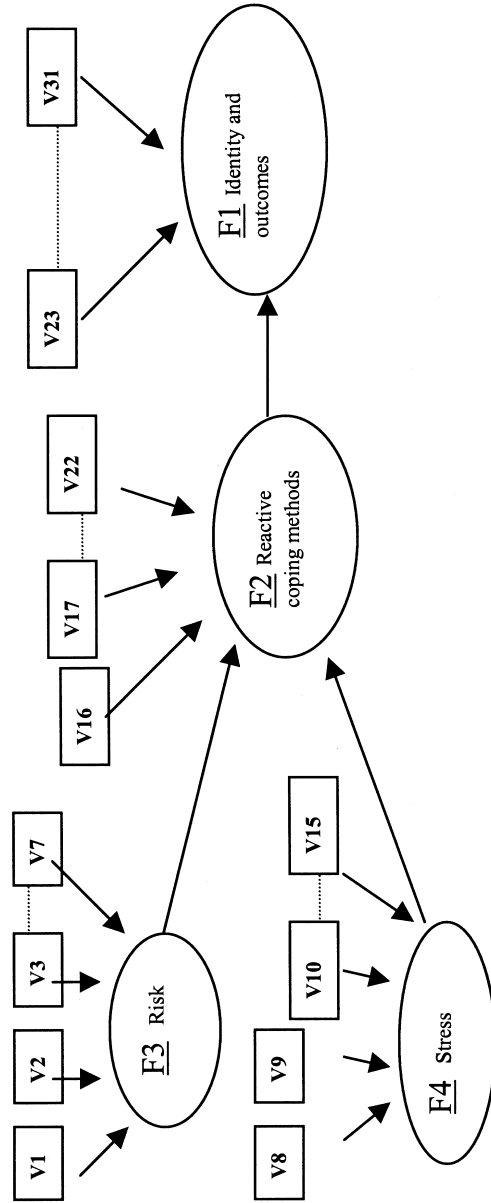 V1
V2
V3
V7
F3 Risk
V8
V9
V10
V15
F4 Stress
V16
V17
V22
F2 Reactive
coping methods
V23
V31
F1 Identity and
outcomes